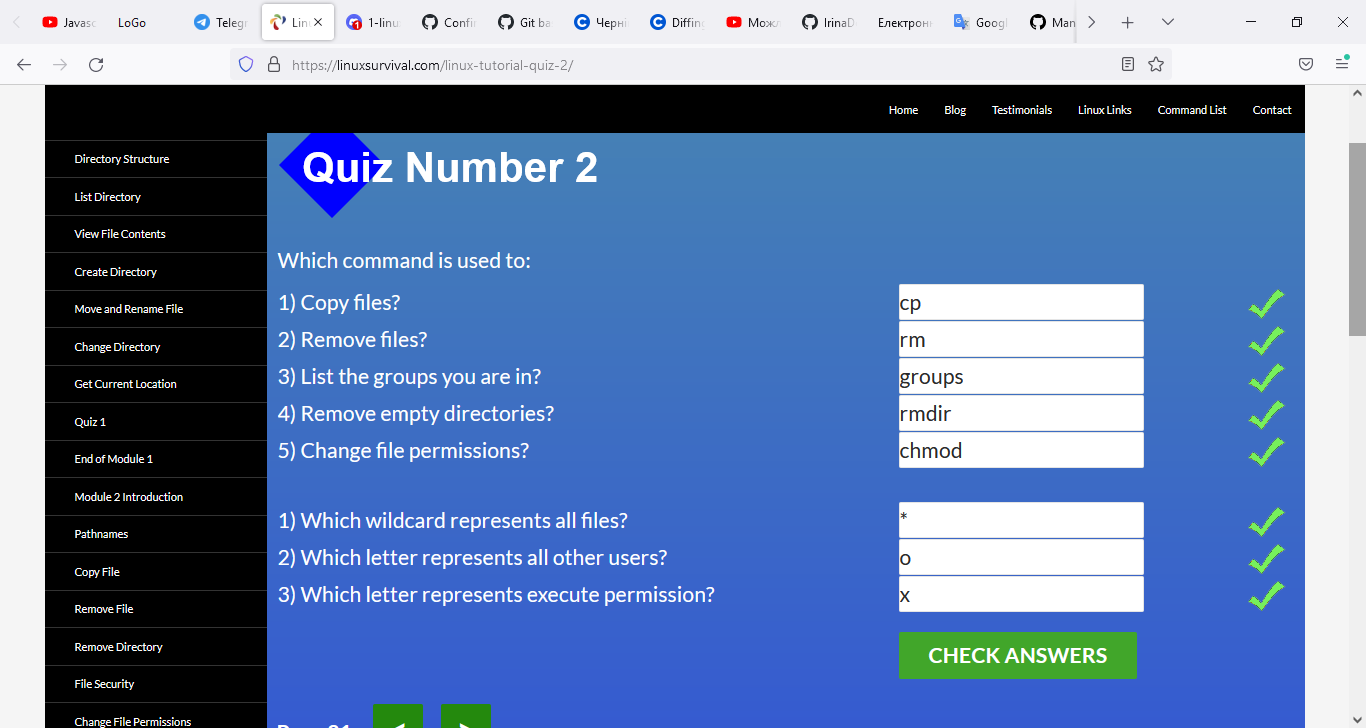 Javasc
LoGo
Telegr
Linu
1-linu
Confir
Git ba
Черні
Diffing
Можл
IrinaD
Електронн
Googl
Man
https://linuxsurvival.com/linux-tutorial-quiz-2/
Home Blog Testimonials Linux Links Command List Contact
Directory Structure
List Directory
View File Contents
Create Directory
Move and Rename File
Change Directory
Get Current Location
Quiz 1
End of Module 1
Module 2 Introduction
Pathnames
Copy File
Remove File
Remove Directory
File Security
Change File Permissions
Quiz Number 2
Which command is used to:
1) Copy files? cp
2) Remove files? rm
3) List the groups you are in? groups
4) Remove empty directories? rmdir
5) Change file permissions? chmod
1) Which wildcard represents all files? *
2) Which letter represents all other users? o
3) Which letter represents execute permission? x
CHECK ANSWERS